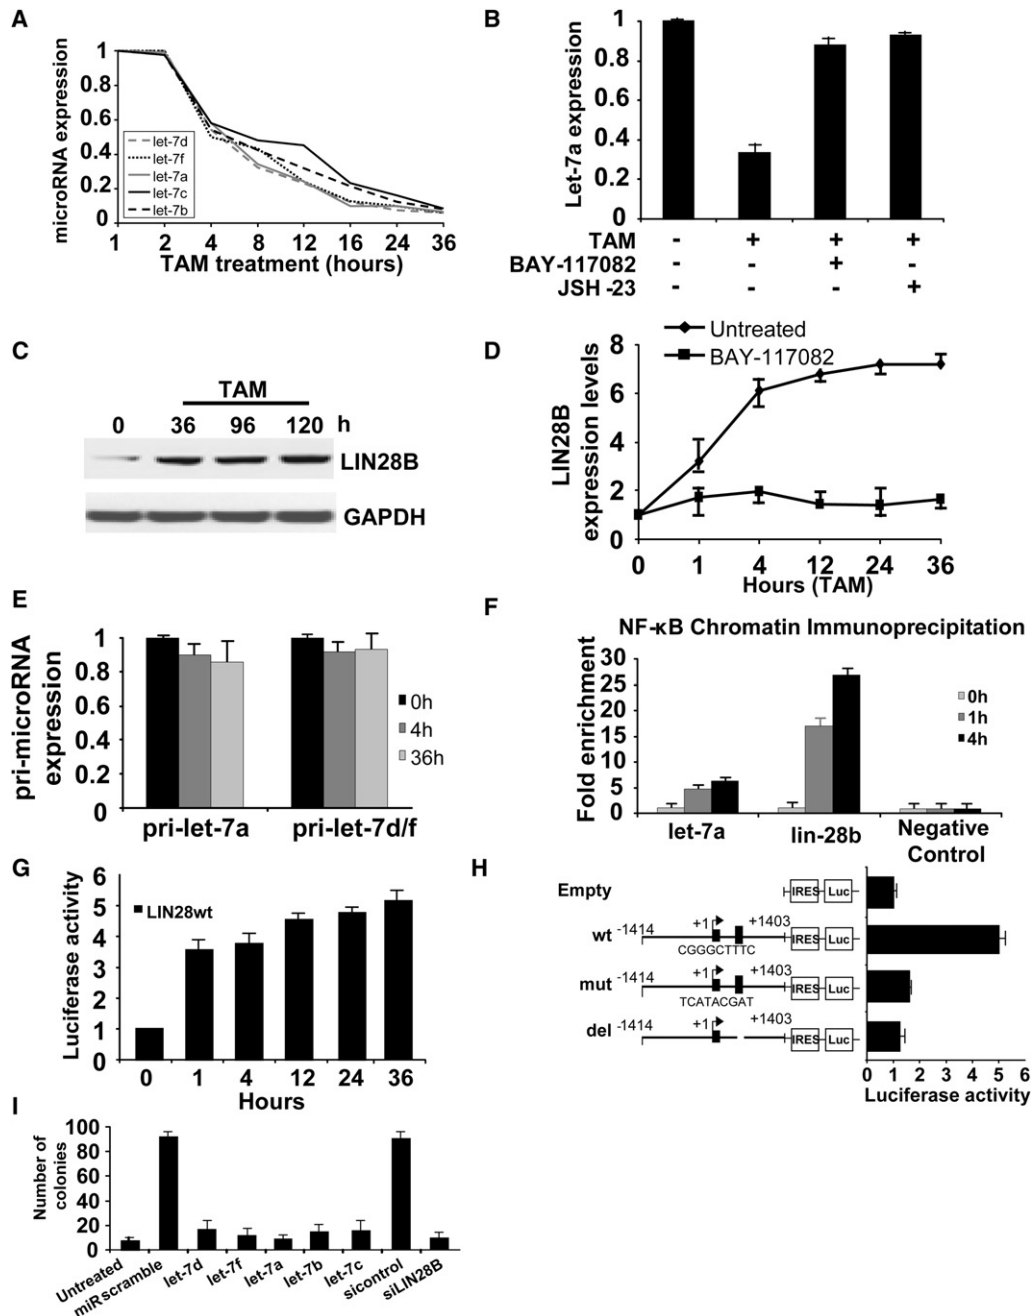 A
microRNA expression
1
0.8
0.6
0.4
0.2
0
let-7d
let-7f
let-7a
let-7c
let-7b
1 2 4 8 12 16 24 36
TAM treatment (hours)
B
Let-7a expression
1
0.8
0.6
0.4
0.2
0
TAM - + + +
BAY-117082 - - + -
JSH -23 - - - +
C
TAM
0 36 96 120 h
LIN28B
GAPDH
D
Untreated
BAY-117082
LIN28B
expression levels
8
6
4
2
0
0 1 4 12 24 36
Hours (TAM)
E
pri-microRNA
expression
1
0.8
0.6
0.4
0.2
0
0h
4h
36h
pri-let-7a pri-let-7d/f
F
NF-κB Chromatin Immunoprecipitation
Fold enrichment
30
25
20
15
10
5
0
0h
1h
4h
let-7a lin-28b Negative
Control
G
Luciferase activity
6
5
4
3
2
1
0
LIN28wt
0 1 4 12 24 36
Hours
H
Empty IRES Luc
wt -1414 +1 +1403 IRES Luc
CGGGCTTTC
mut -1414 +1 +1403 IRES Luc
TCATACGAT
del -1414 +1 +1403 IRES Luc
0 1 2 3 4 5 6
Luciferase activity
I
Number of
colonies
100
80
60
40
20
0
Untreated
miR scramble
let-7d
let-7f
let-7a
let-7b
let-7c
sicontrol
siLIN28B